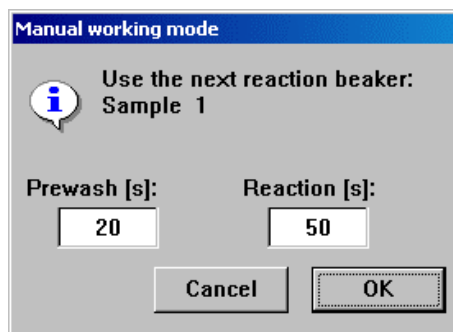 Manual working mode
Use the next reaction beaker:
Sample 1
Prewash [s]: Reaction [s]:
20 50
Cancel OK